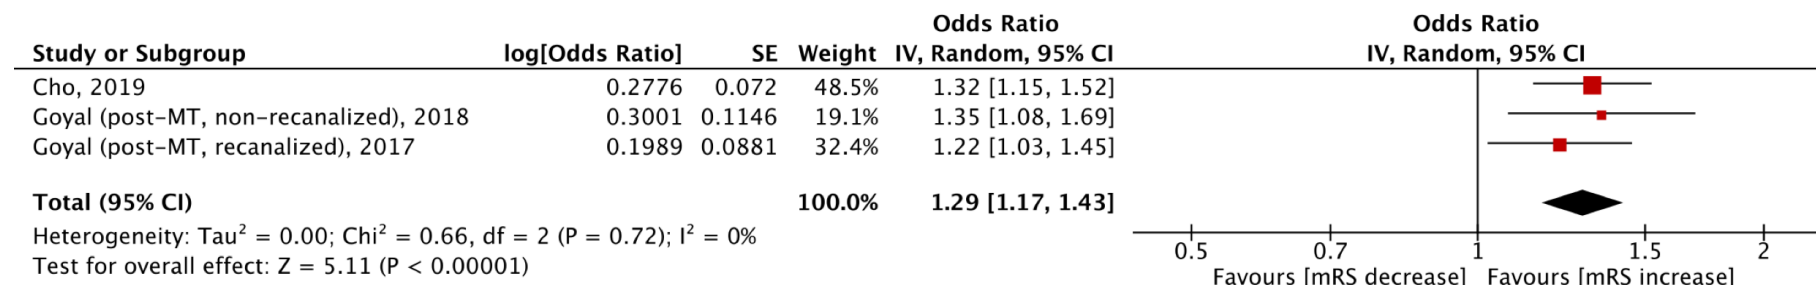 Odds Ratio Odds Ratio
Study or Subgroup log[Odds Ratio] SE Weight IV, Random, 95% CI IV, Random, 95% CI
Cho, 2019 0.2776 0.072 48.5% 1.32 [1.15, 1.52]
Goyal (post-MT, non-recanalized), 2018 0.3001 0.1146 19.1% 1.35 [1.08, 1.69]
Goyal (post-MT, recanalized), 2017 0.1989 0.0881 32.4% 1.22 [1.03, 1.45]
Total (95% CI) 100.0% 1.29 [1.17, 1.43]
Heterogeneity: Tau² = 0.00; Chi² = 0.66, df = 2 (P = 0.72); I² = 0%
Test for overall effect: Z = 5.11 (P < 0.00001)
0.5 0.7 1 1.5 2
Favours [mRS decrease] Favours [mRS increase]